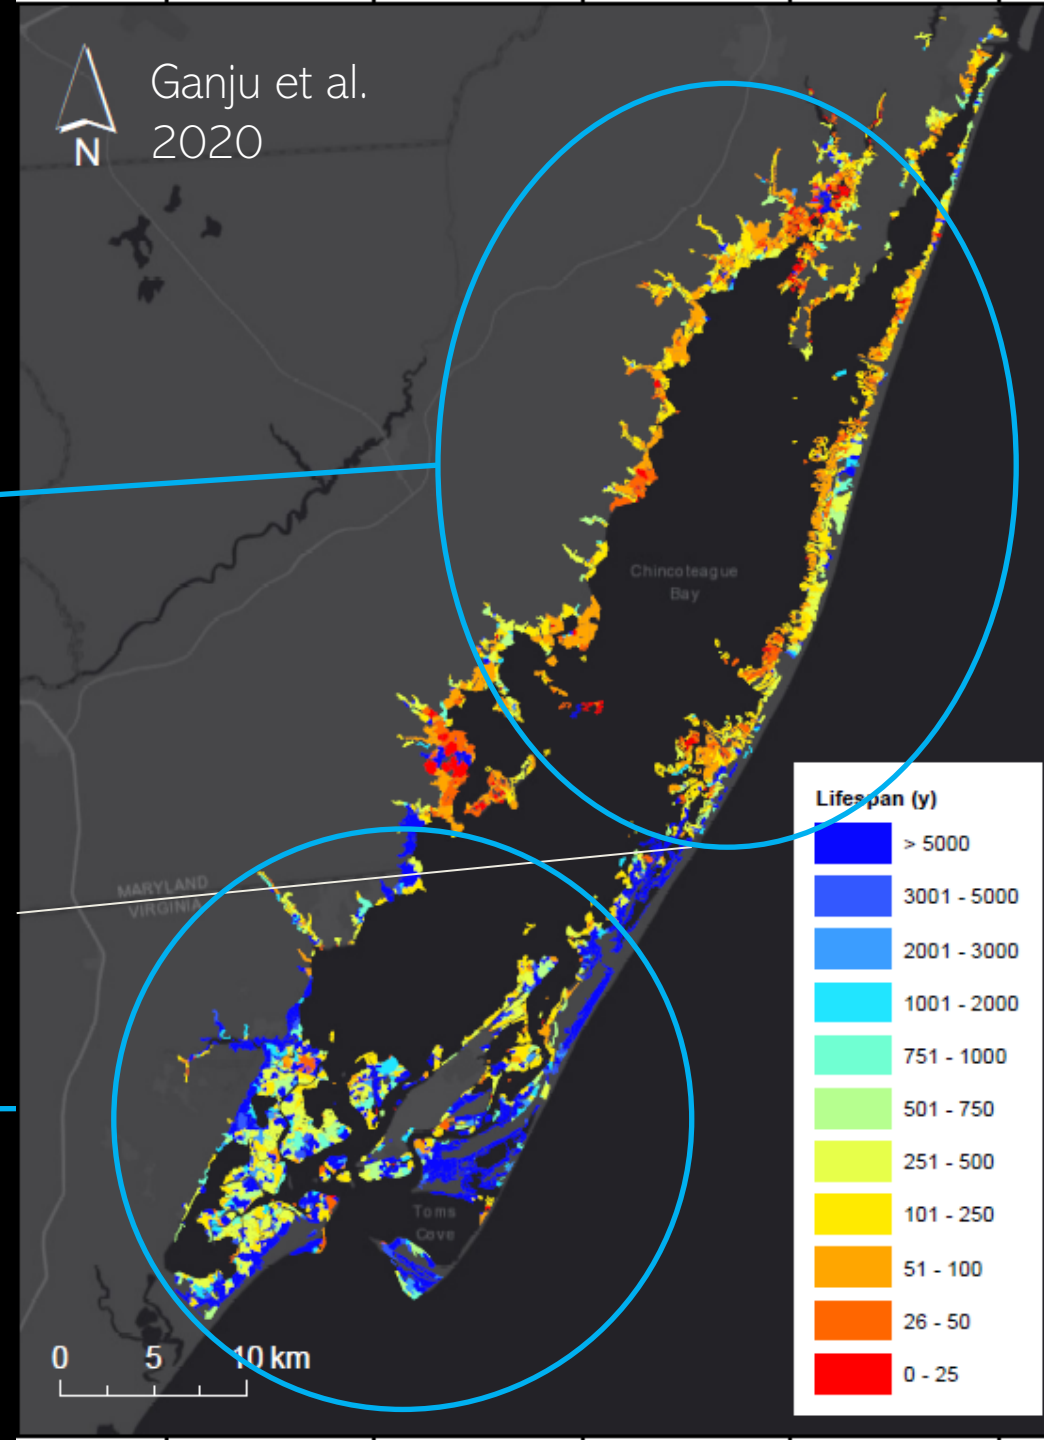 Ganju et al.
2020
N
Chincoteague
Bay
MARYLAND
VIRGINIA
Toms
Cove
Lifespan (y)
> 5000
3001 - 5000
2001 - 3000
1001 - 2000
751 - 1000
501 - 750
251 - 500
101 - 250
51 - 100
26 - 50
0 - 25
0 5 10 km